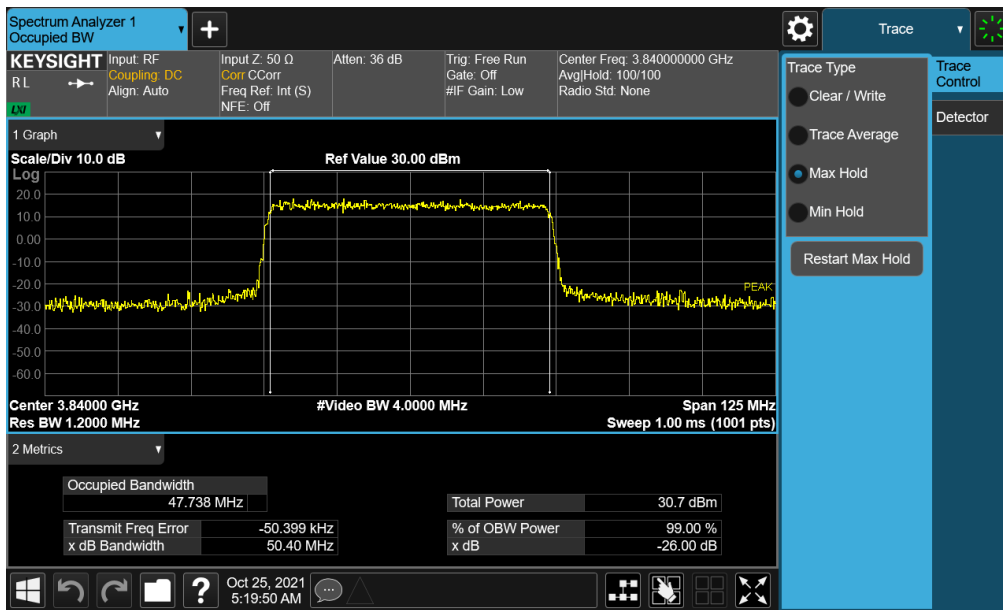 Spectrum Analyzer 1
Occupied BW
+
Trace
KEYSIGHT
R L
LXI
Input: RF
Coupling: DC
Align: Auto
Input Z: 50 Ω
Corr CCorr
Freq Ref: Int (S)
NFE: Off
Atten: 36 dB
Trig: Free Run
Gate: Off
#IF Gain: Low
Center Freq: 3.840000000 GHz
Avg|Hold: 100/100
Radio Std: None
Trace Type
Clear / Write
Trace Average
Max Hold
Min Hold
Restart Max Hold
Trace
Control
Detector
1 Graph
Scale/Div 10.0 dB
Ref Value 30.00 dBm
Log
20.0
10.0
0.00
-10.0
-20.0
-30.0
-40.0
-50.0
-60.0
PEAK
Center 3.84000 GHz
#Video BW 4.0000 MHz
Span 125 MHz
Res BW 1.2000 MHz
Sweep 1.00 ms (1001 pts)
2 Metrics
Occupied Bandwidth
47.738 MHz
Total Power 30.7 dBm
Transmit Freq Error -50.399 kHz
% of OBW Power 99.00 %
x dB Bandwidth 50.40 MHz
x dB -26.00 dB
?
Oct 25, 2021
5:19:50 AM